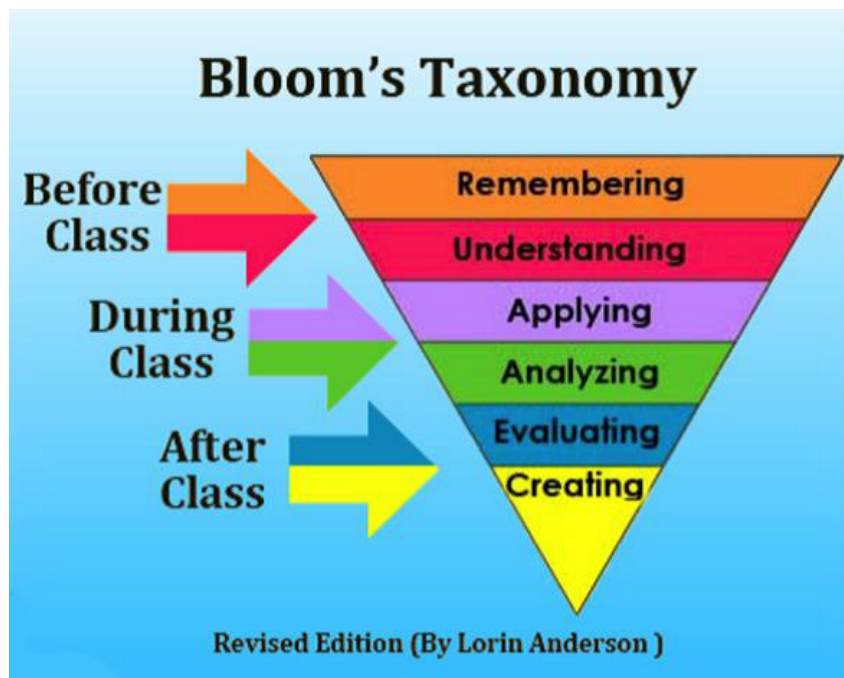 Bloom's Taxonomy
Before
Class
Remembering
Understanding
During
Class
Applying
Analyzing
After
Class
Evaluating
Creating
Revised Edition (By Lorin Anderson )